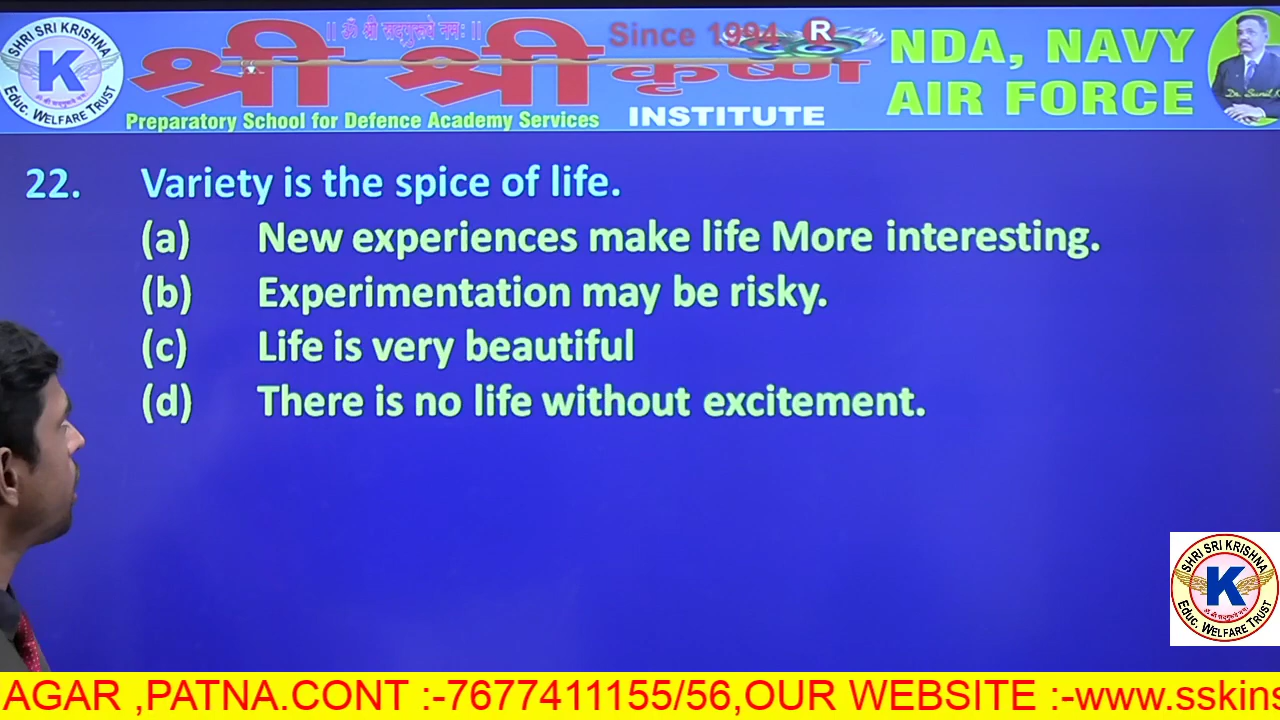 || ॐ श्री सद्गुरूवे नमः ||
SHRI SRI KRISHNA
K
Educ. WELFARE TRUST
श्री श्री कृष्ण
Since 1994
R
INSTITUTE
Preparatory School for Defence Academy Services
NDA, NAVY
AIR FORCE
22. Variety is the spice of life.
(a) New experiences make life More interesting.
(b) Experimentation may be risky.
(c) Life is very beautiful
(d) There is no life without excitement.
SHRI SRI KRISHNA
K
Educ. WELFARE TRUST
AGAR ,PATNA.CONT :-7677411155/56,OUR WEBSITE :-www.sskins